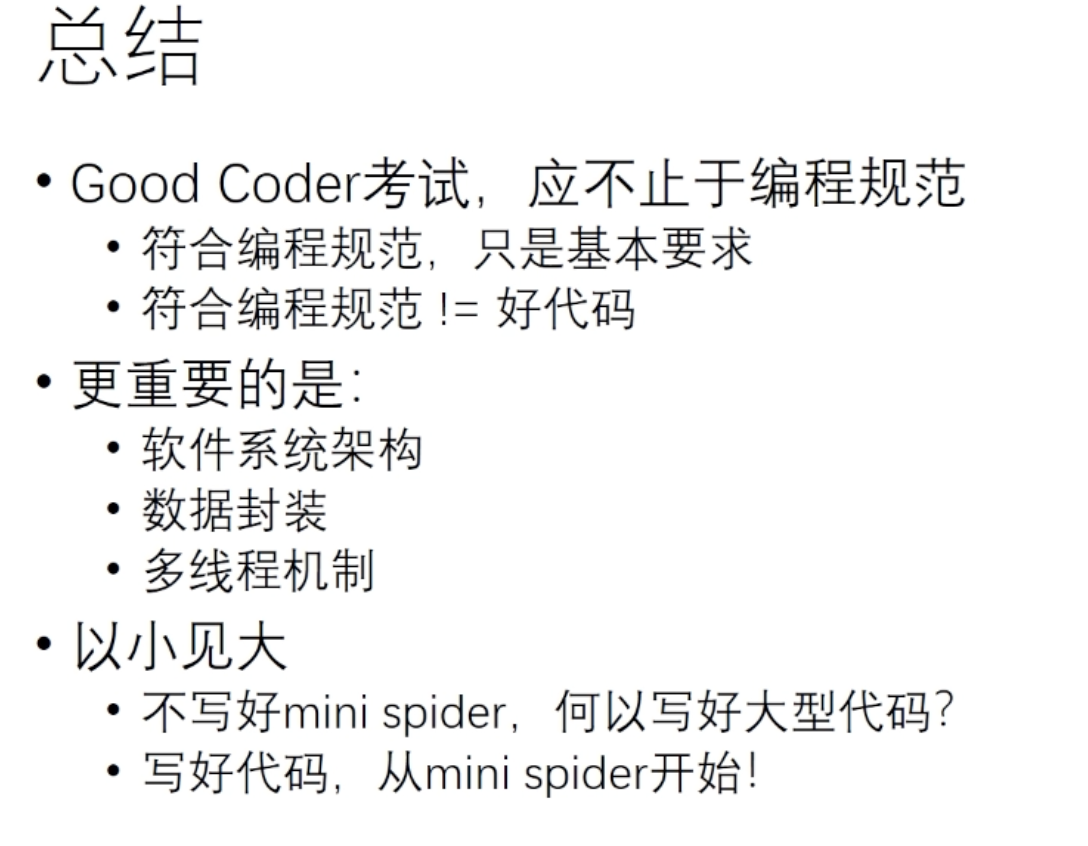 总结
• Good Coder考试，应不止于编程规范
• 符合编程规范，只是基本要求
• 符合编程规范 != 好代码
• 更重要的是：
• 软件系统架构
• 数据封装
• 多线程机制
• 以小见大
• 不写好mini spider，何以写好大型代码？
• 写好代码，从mini spider开始！